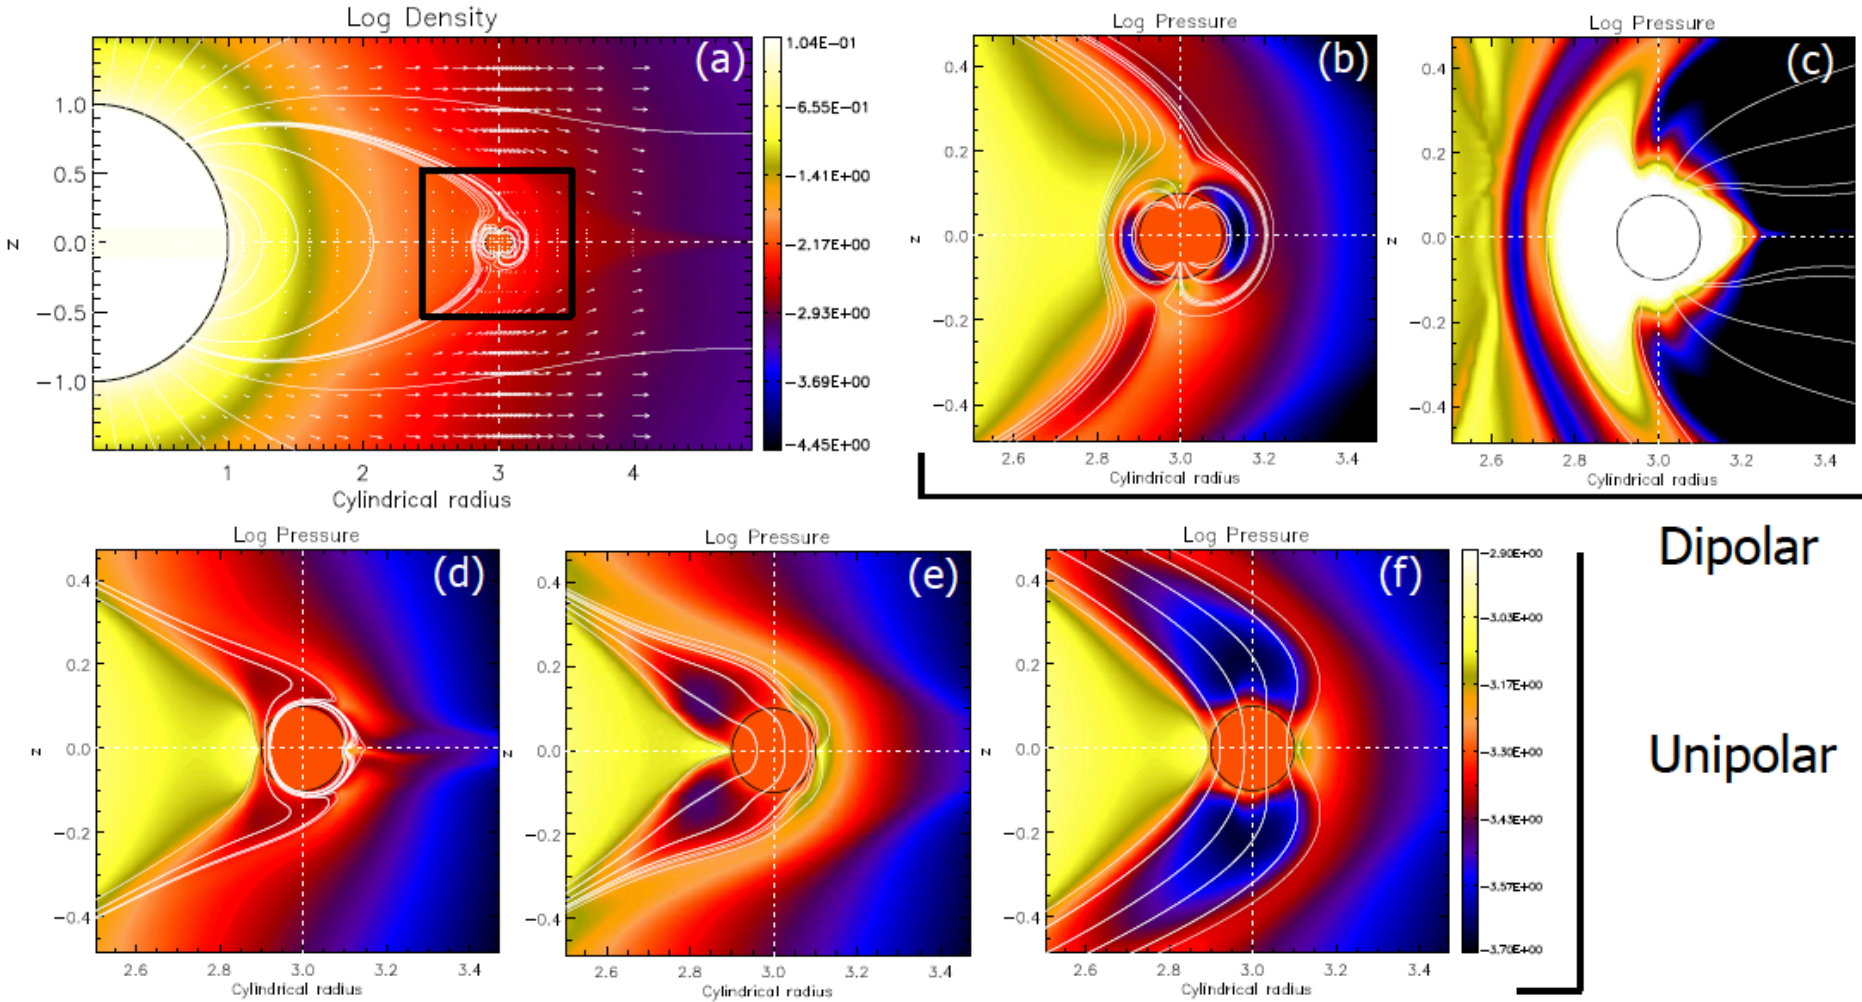 Log Density
(a)
1.04E-01
-6.55E-01
-1.41E+00
-2.17E+00
-2.93E+00
-3.69E+00
-4.45E+00
1.0
0.5
0.0
-0.5
-1.0
z
1 2 3 4
Cylindrical radius
Log Pressure
(b)
0.4
0.2
0.0
-0.2
-0.4
z
2.6 2.8 3.0 3.2 3.4
Cylindrical radius
Log Pressure
(c)
0.4
0.2
0.0
-0.2
-0.4
z
2.6 2.8 3.0 3.2 3.4
Cylindrical radius
Dipolar
Log Pressure
(d)
0.4
0.2
0.0
-0.2
-0.4
z
2.6 2.8 3.0 3.2 3.4
Cylindrical radius
Log Pressure
(e)
0.4
0.2
0.0
-0.2
-0.4
z
2.6 2.8 3.0 3.2 3.4
Cylindrical radius
Log Pressure
(f)
0.4
0.2
0.0
-0.2
-0.4
z
2.6 2.8 3.0 3.2 3.4
Cylindrical radius
-2.90E+00
-3.03E+00
-3.17E+00
-3.30E+00
-3.43E+00
-3.57E+00
-3.70E+00
Unipolar